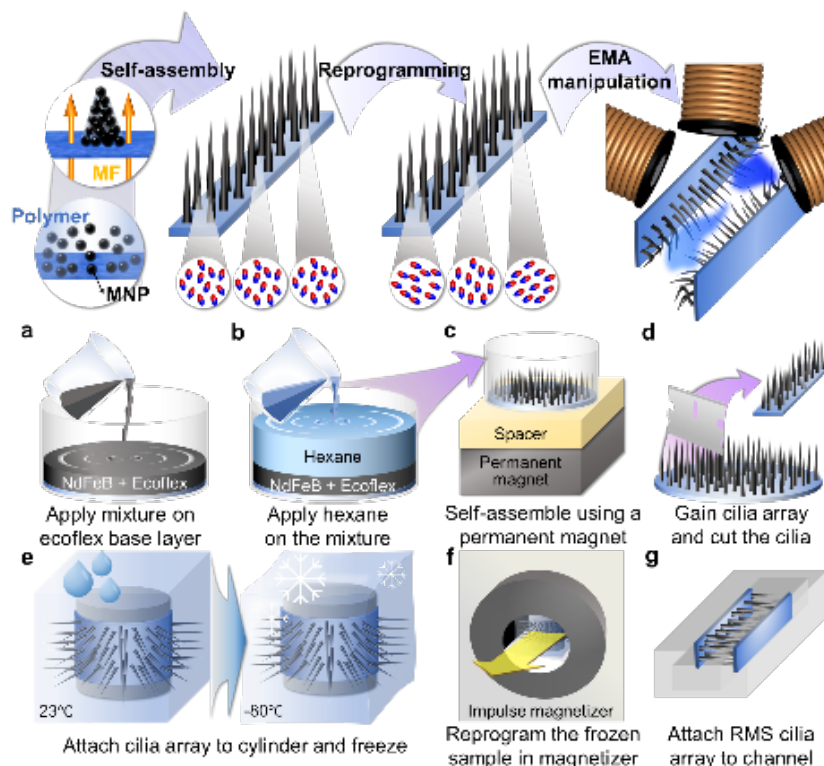 Self-assembly
Reprogramming
EMA
manipulation
MF
Polymer
MNP
a
NdFeB + Ecoflex
Apply mixture on
ecoflex base layer
b
Hexane
NdFeB + Ecoflex
Apply hexane
on the mixture
c
Spacer
Permanent
magnet
Self-assemble using a
permanent magnet
d
Gain cilia array
and cut the cilia
e
23°C
-80°C
Attach cilia array to cylinder and freeze
f
Impulse magnetizer
Reprogram the frozen
sample in magnetizer
g
Attach RMS cilia
array to channel